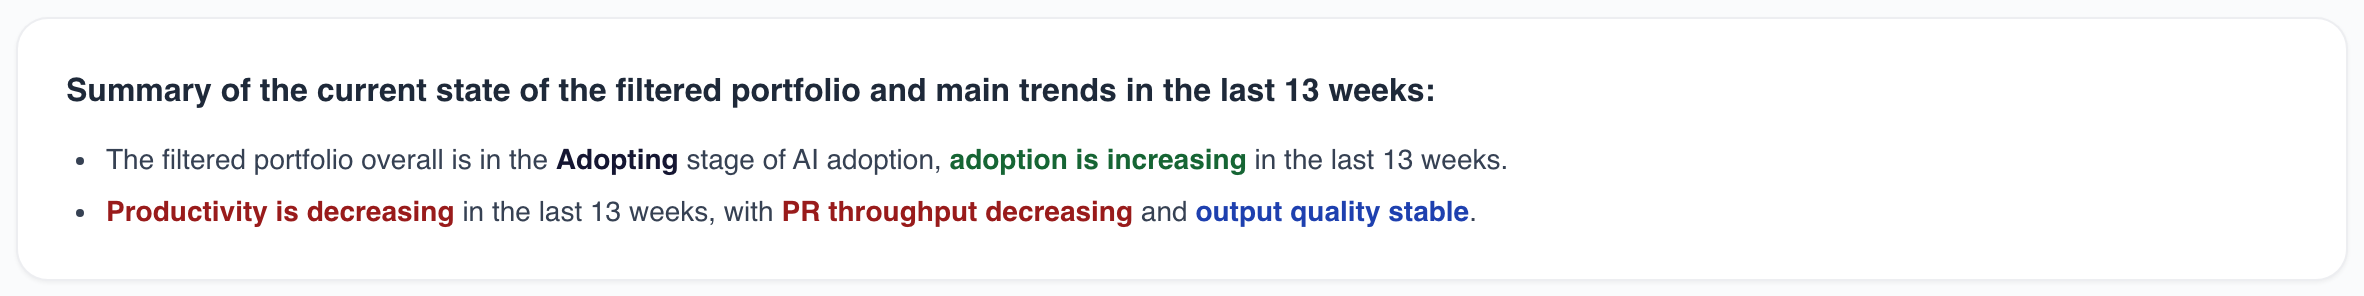 Summary of the current state of the filtered portfolio and main trends in the last 13 weeks:
• The filtered portfolio overall is in the Adopting stage of AI adoption, adoption is increasing in the last 13 weeks.
• Productivity is decreasing in the last 13 weeks, with PR throughput decreasing and output quality stable.